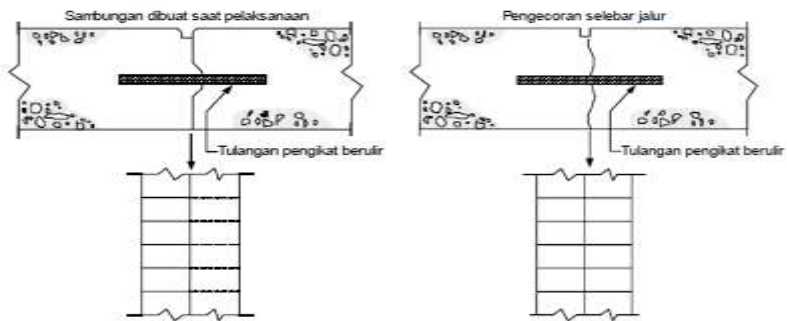 Sambungan dibuat saat pelaksanaan
Pengecoran selebar jalur
Tulangan pengikat berulir
Tulangan pengikat berulir